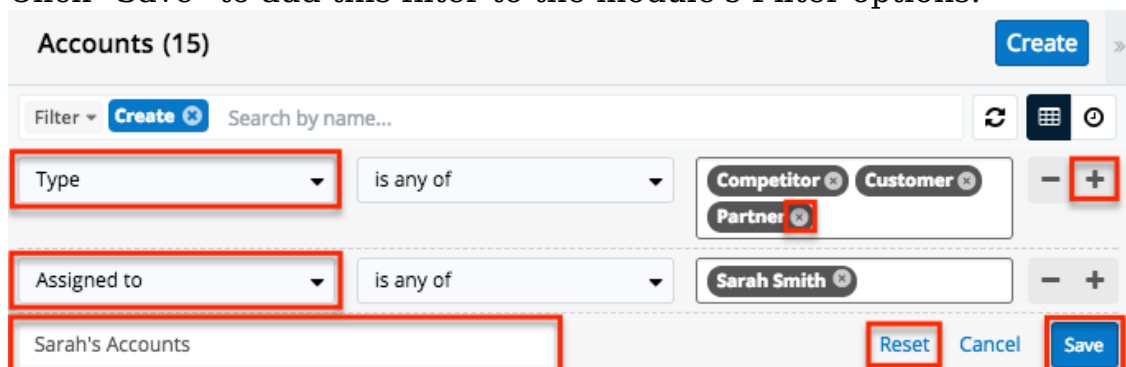 Click "Save" to add this filter to the module's Filter options.
Accounts (15)
Create »
Filter Create Search by name...
Type is any of Competitor Customer
Partner
Assigned to is any of Sarah Smith
Sarah's Accounts Reset Cancel Save